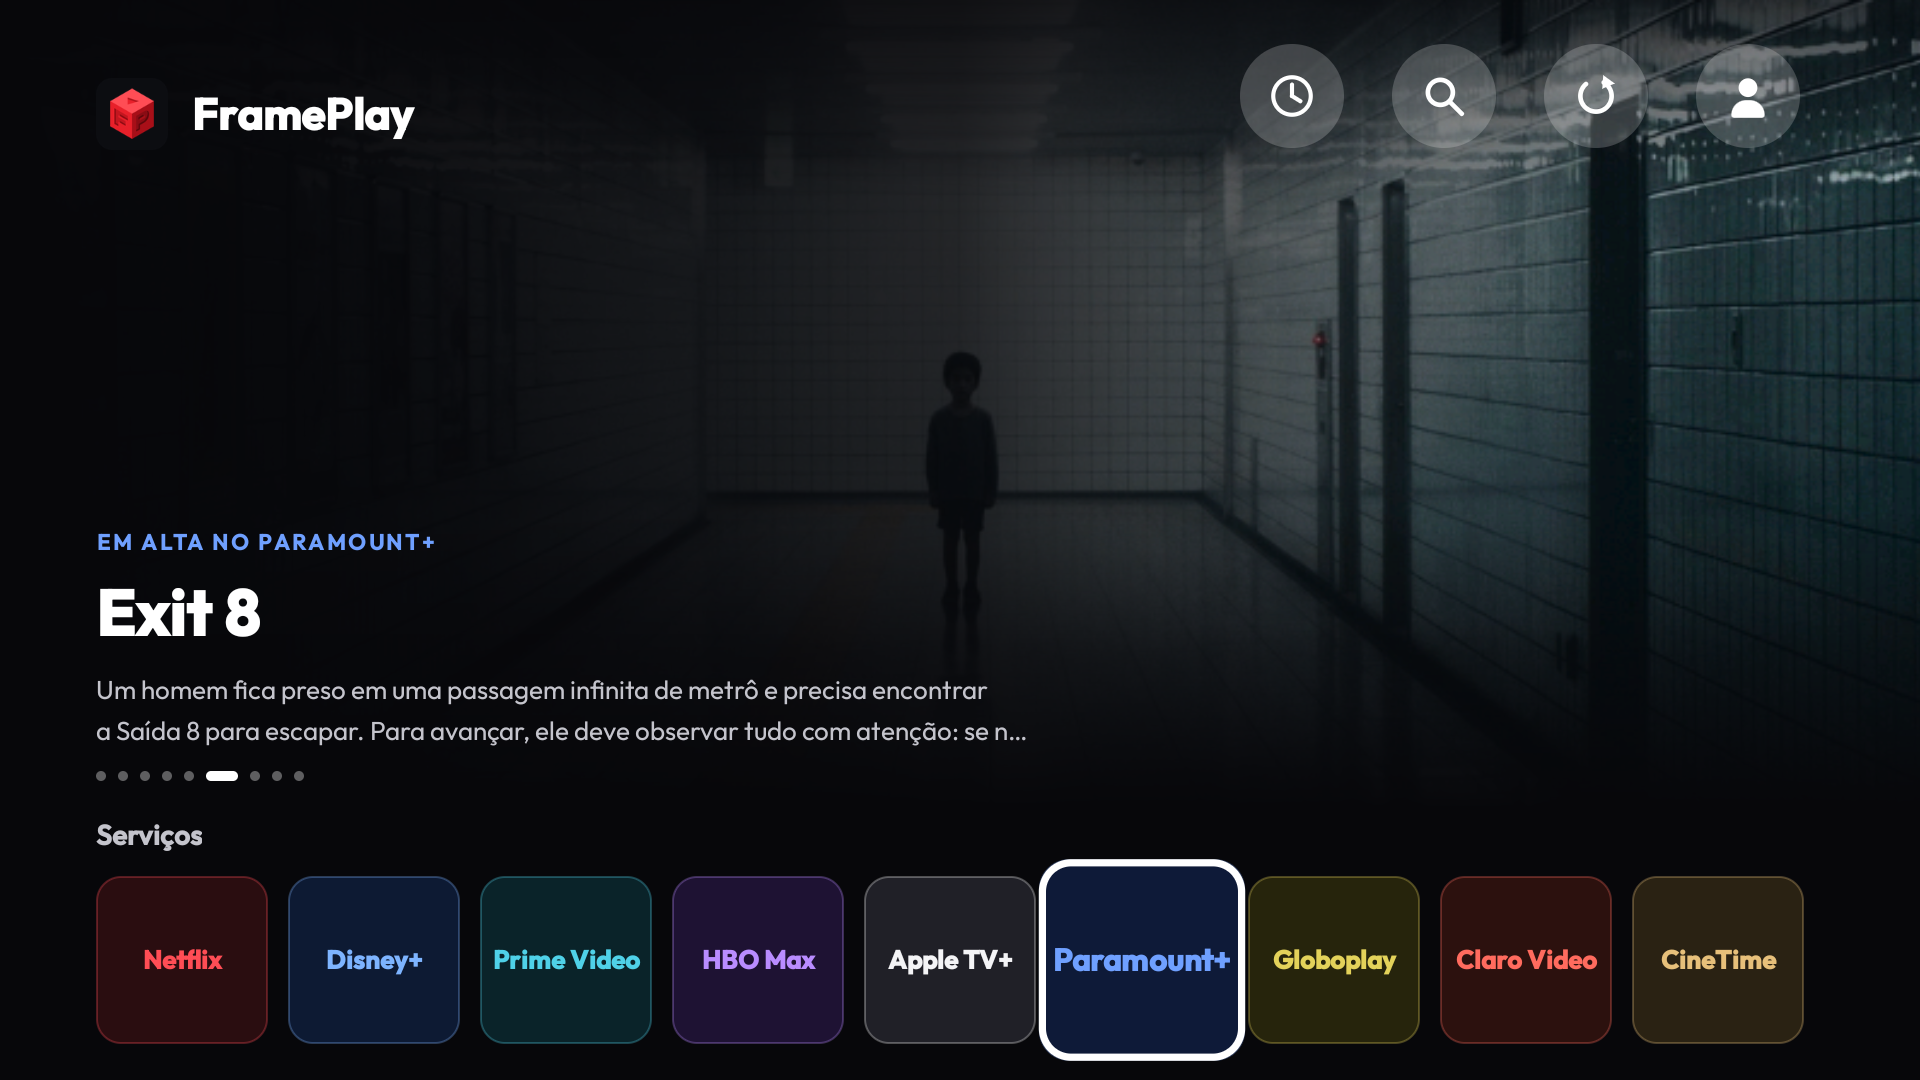 FramePlay
EM ALTA NO PARAMOUNT+
Exit 8
Um homem fica preso em uma passagem infinita de metrô e precisa encontrar
a Saída 8 para escapar. Para avançar, ele deve observar tudo com atenção: se n...
Serviços
Netflix
Disney+
Prime Video
HBO Max
Apple TV+
Paramount+
Globoplay
Claro Video
CineTime